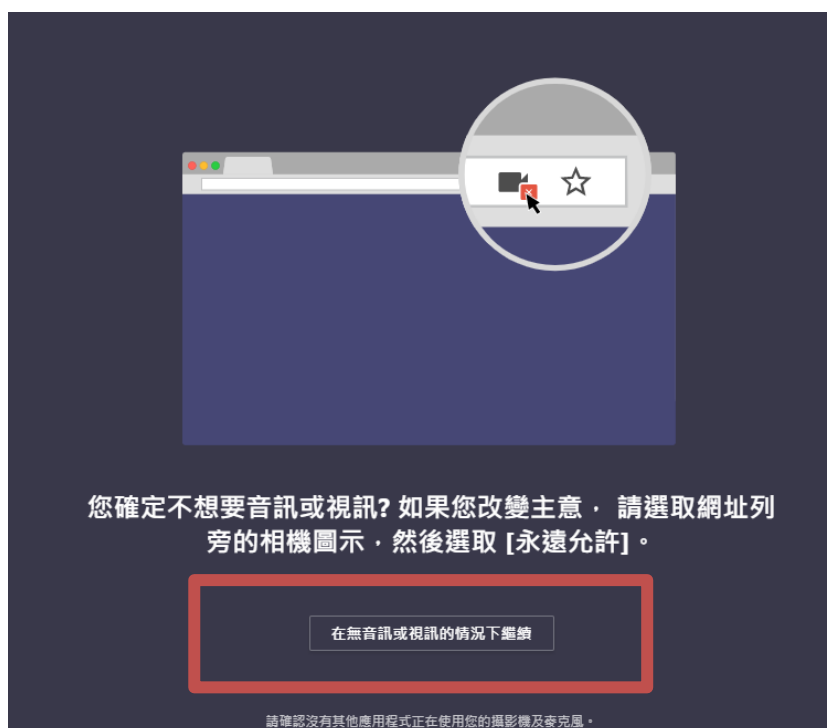 您確定不想要音訊或視訊? 如果您改變主意， 請選取網址列
旁的相機圖示，然後選取 [永遠允許]。
在無音訊或視訊的情況下繼續
請確認沒有其他應用程式正在使用您的攝影機及麥克風。